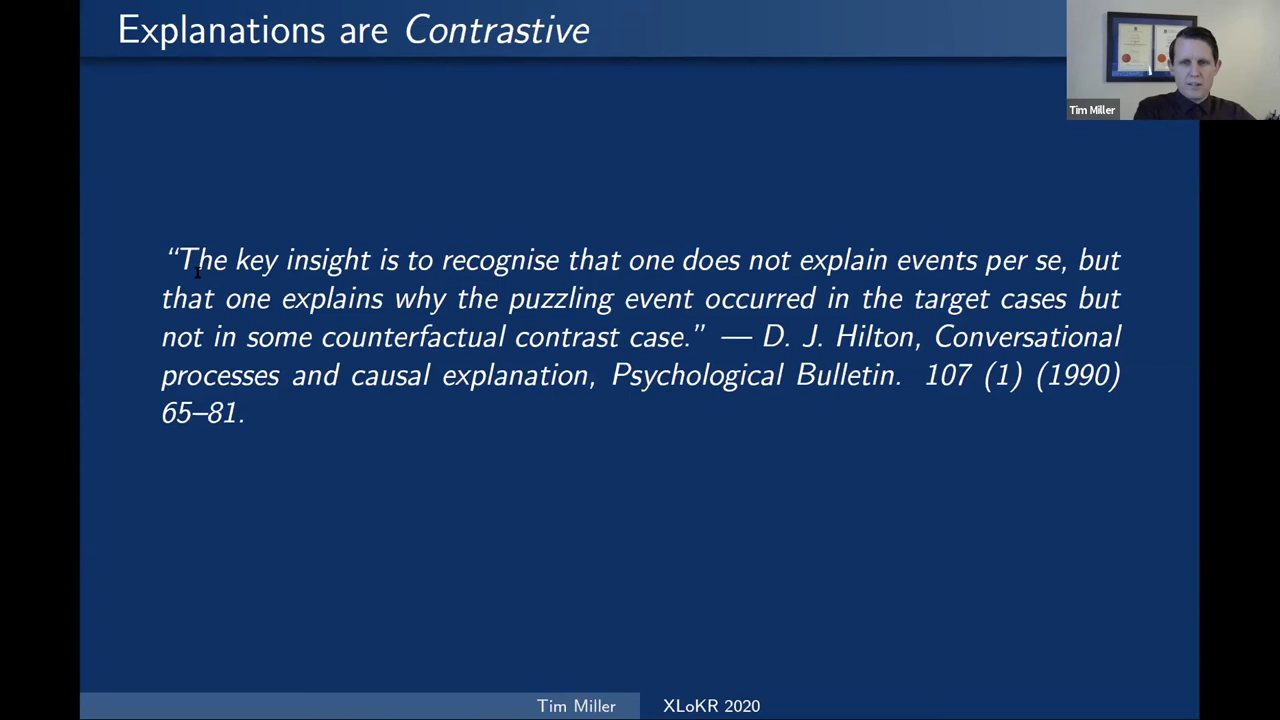 Explanations are Contrastive
Tim Miller
“The key insight is to recognise that one does not explain events per se, but
that one explains why the puzzling event occurred in the target cases but
not in some counterfactual contrast case.” — D. J. Hilton, Conversational
processes and causal explanation, Psychological Bulletin. 107 (1) (1990)
65–81.
Tim Miller XLoKR 2020